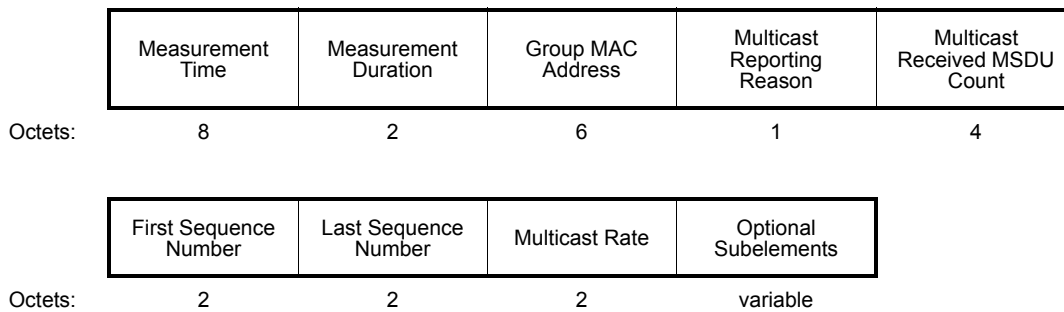 Measurement Time
Measurement Duration
Group MAC Address
Multicast Reporting Reason
Multicast Received MSDU Count
Octets: 8 2 6 1 4
First Sequence Number
Last Sequence Number
Multicast Rate
Optional Subelements
Octets: 2 2 2 variable